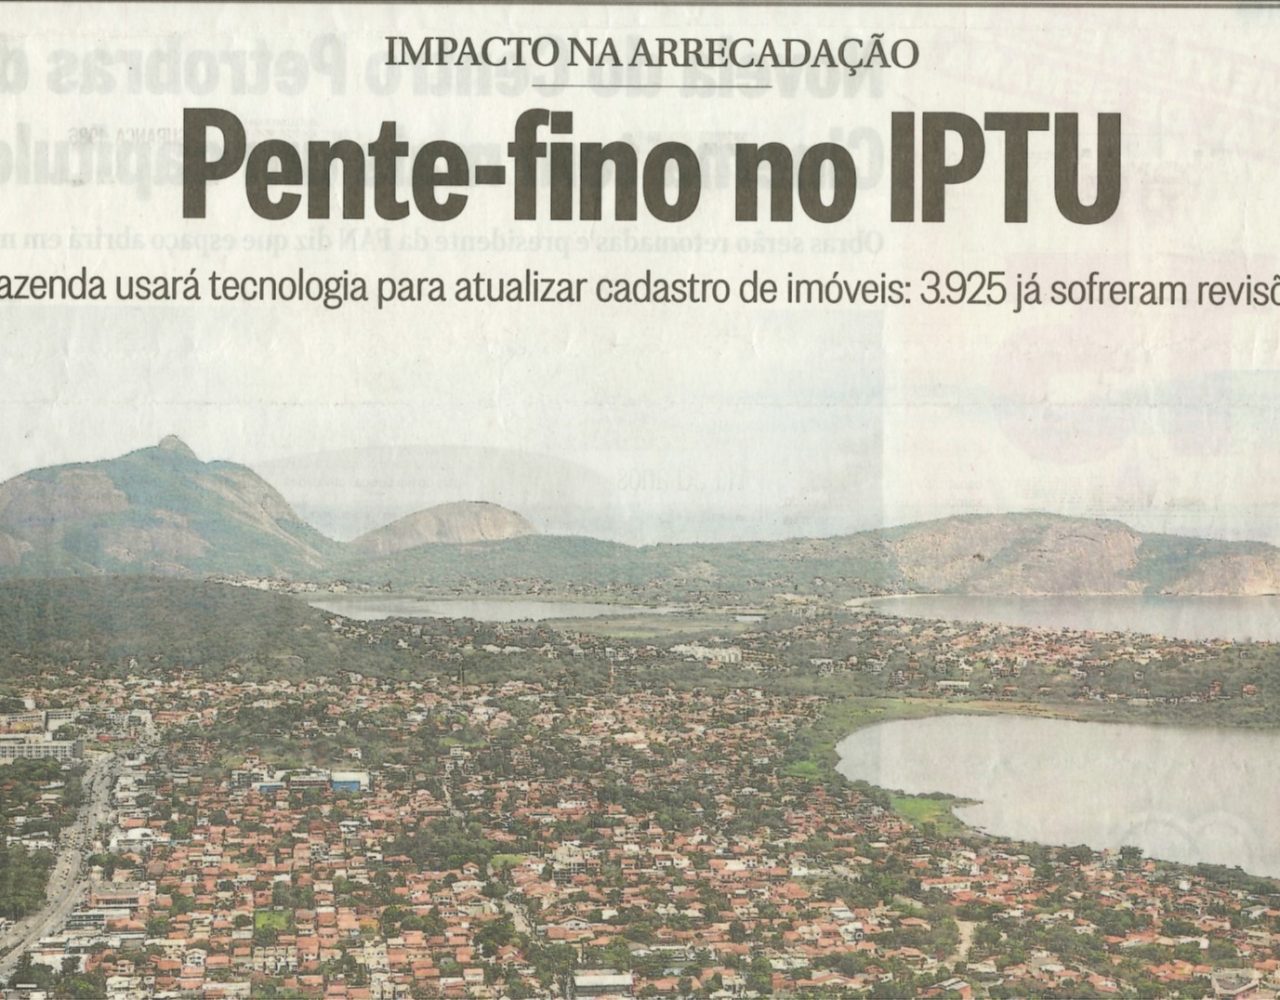 IMPACTO NA ARRECADAÇÃO
Pente-fino no IPTU
azenda usará tecnologia para atualizar cadastro de imóveis: 3.925 já sofreram revisõ